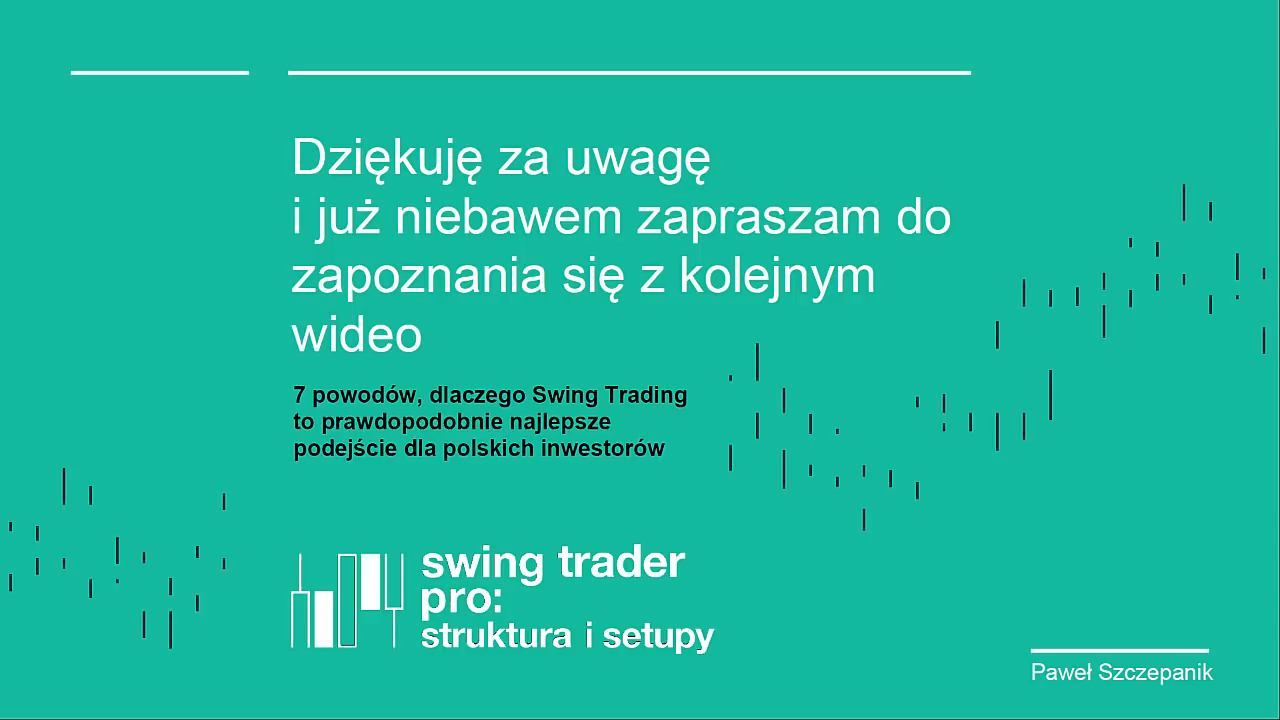 Dziękuję za uwagę
i już niebawem zapraszam do
zapoznania się z kolejnym
wideo
7 powodów, dlaczego Swing Trading
to prawdopodobnie najlepsze
podejście dla polskich inwestorów
swing trader
pro:
struktura i setupy
Paweł Szczepanik